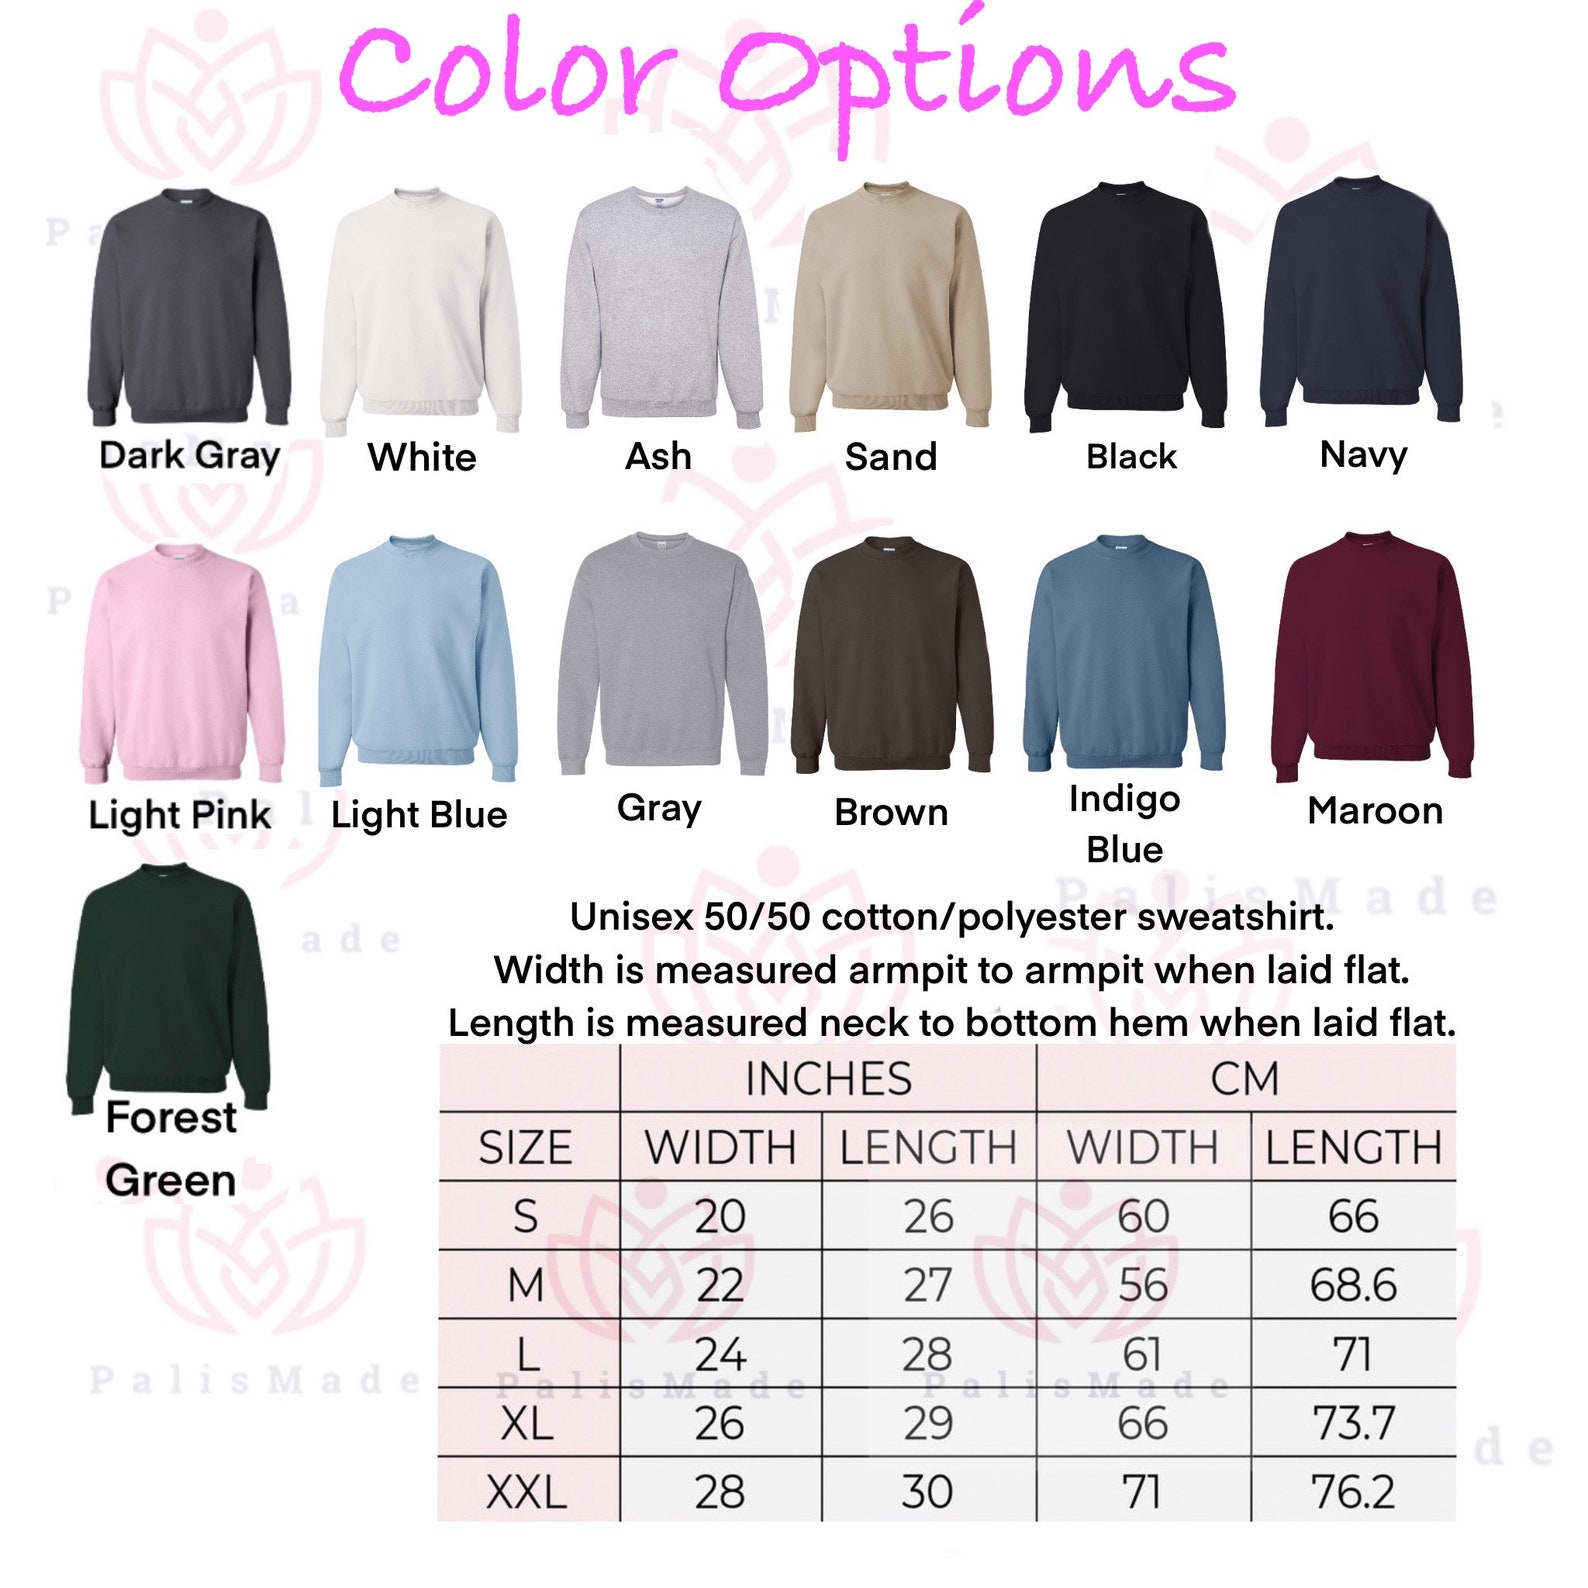 Color Options
Dark Gray
White
Ash
Sand
Black
Navy
Light Pink
Light Blue
Gray
Brown
Indigo
Blue
Maroon
Forest
Green
Unisex 50/50 cotton/polyester sweatshirt.
Width is measured armpit to armpit when laid flat.
Length is measured neck to bottom hem when laid flat.
INCHES CM
SIZE WIDTH LENGTH WIDTH LENGTH
S 20 26 60 66
M 22 27 56 68.6
L 24 28 61 71
XL 26 29 66 73.7
XXL 28 30 71 76.2
PalisMade
PalisMade
PalisMade
PalisMade